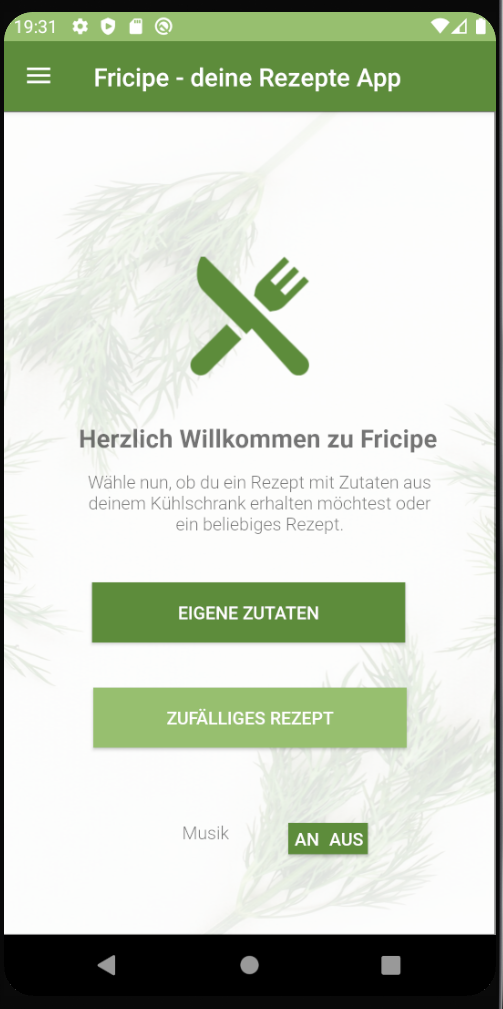 19:31
Fricipe - deine Rezepte App
Herzlich Willkommen zu Fricipe
Wähle nun, ob du ein Rezept mit Zutaten aus
deinem Kühlschrank erhalten möchtest oder
ein beliebiges Rezept.
EIGENE ZUTATEN
ZUFÄLLIGES REZEPT
Musik AN AUS